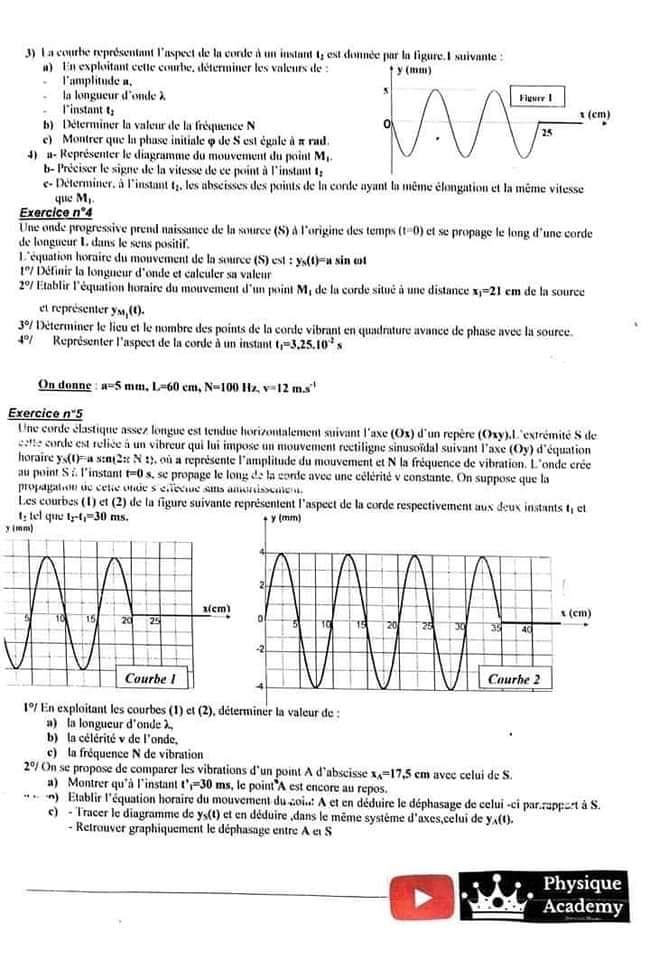 3) La courbe représentant l'aspect de la corde à un instant t₂ est donnée par la figure.1 suivante :
a) En exploitant cette courbe, déterminer les valeurs de :
- l'amplitude a,
- la longueur d'onde λ
- l'instant t₂
b) Déterminer la valeur de la fréquence N
c) Montrer que la phase initiale φ de S est égale à π rad.
y (mm)
5
0
Figure 1
x (cm)
25
4) a- Représenter le diagramme du mouvement du point M₁.
b- Préciser le signe de la vitesse de ce point à l'instant t₂
c- Déterminer, à l'instant t₂, les abscisses des points de la corde ayant la même élongation et la même vitesse
que M₁.
Exercice n°4
Une onde progressive prend naissance de la source (S) à l'origine des temps (t=0) et se propage le long d'une corde
de longueur L dans le sens positif.
L'équation horaire du mouvement de la source (S) est : yₛ(t)=a sin ωt
1°/ Définir la longueur d'onde et calculer sa valeur
2°/ Etablir l'équation horaire du mouvement d'un point M₁ de la corde situé à une distance x₁=21 cm de la source
et représenter yM₁(t).
3°/ Déterminer le lieu et le nombre des points de la corde vibrant en quadrature avance de phase avec la source.
4°/ Représenter l'aspect de la corde à un instant t₁=3,25.10⁻² s
On donne : a=5 mm, L=60 cm, N=100 Hz, v=12 m.s⁻¹
Exercice n°5
Une corde élastique assez longue est tendue horizontalement suivant l'axe (Ox) d'un repère (Oxy).L'extrémité S de
cette corde est reliée à un vibreur qui lui impose un mouvement rectiligne sinusoïdal suivant l'axe (Oy) d'équation
horaire yₛ(t)=a sin(2π N t), où a représente l'amplitude du mouvement et N la fréquence de vibration. L'onde crée
au point S à l'instant t=0 s, se propage le long de la corde avec une célérité v constante. On suppose que la
propagation de cette onde s'effectue sans amortissement.
Les courbes (1) et (2) de la figure suivante représentent l'aspect de la corde respectivement aux deux instants t₁ et
t₂ tel que t₂-t₁=30 ms.
y (mm)
5 10 15 20 25
x(cm)
Courbe 1
y (mm)
4
2
0
-2
-4
5 10 15 20 25 30 35 40
x (cm)
Courbe 2
1°/ En exploitant les courbes (1) et (2), déterminer la valeur de :
a) la longueur d'onde λ,
b) la célérité v de l'onde,
c) la fréquence N de vibration
2°/ On se propose de comparer les vibrations d'un point A d'abscisse xA=17,5 cm avec celui de S.
a) Montrer qu'à l'instant t'₁=30 ms, le point A est encore au repos.
Etablir l'équation horaire du mouvement du point A et en déduire le déphasage de celui -ci par rapport à S.
c) - Tracer le diagramme de yₛ(t) et en déduire ,dans le même système d'axes,celui de yA(t).
- Retrouver graphiquement le déphasage entre A et S
Physique
Academy